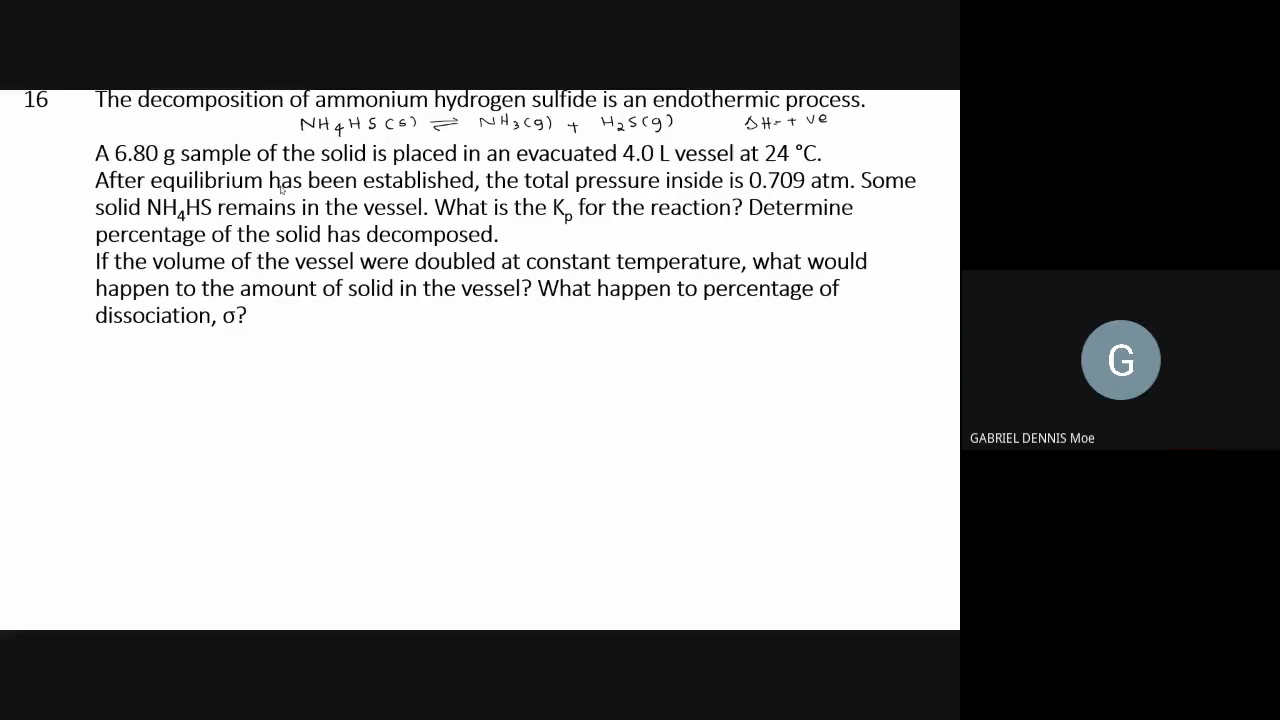 16 The decomposition of ammonium hydrogen sulfide is an endothermic process.
NH4HS(s) ⇌ NH3(g) + H2S(g) ΔH=+ve
A 6.80 g sample of the solid is placed in an evacuated 4.0 L vessel at 24 °C.
After equilibrium has been established, the total pressure inside is 0.709 atm. Some
solid NH₄HS remains in the vessel. What is the Kₚ for the reaction? Determine
percentage of the solid has decomposed.
If the volume of the vessel were doubled at constant temperature, what would
happen to the amount of solid in the vessel? What happen to percentage of
dissociation, σ?
G
GABRIEL DENNIS Moe